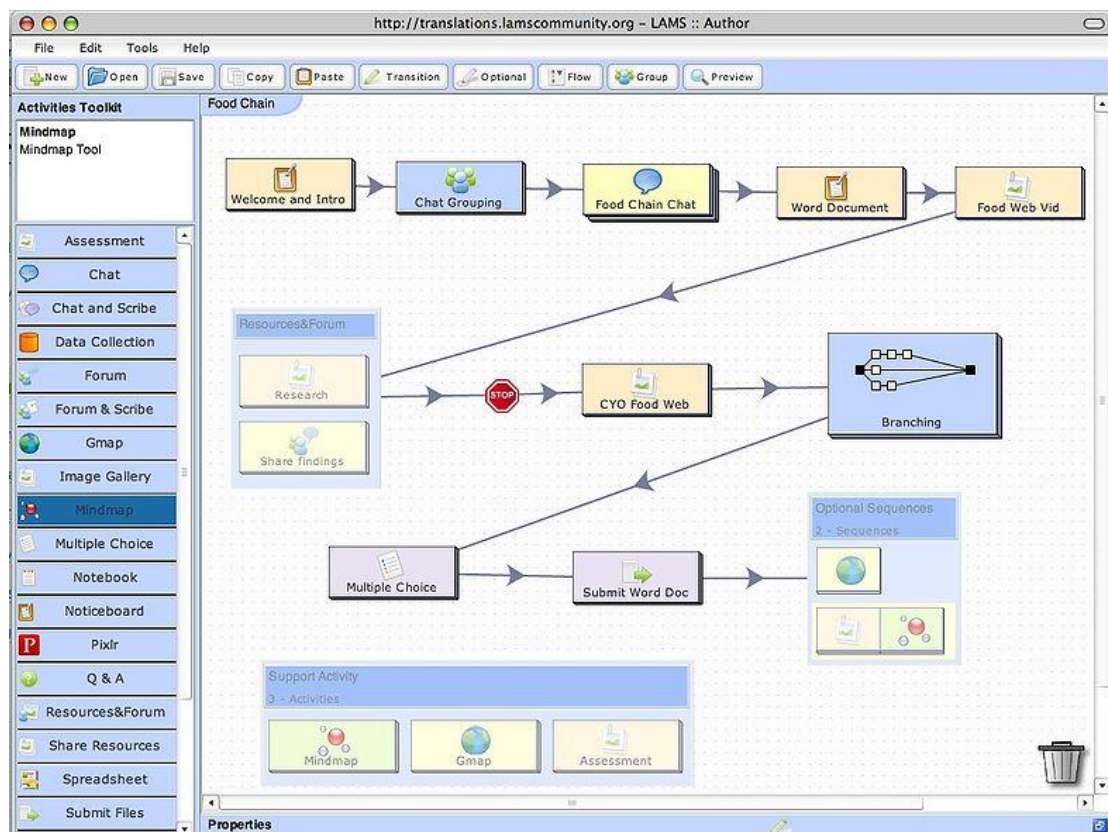 http://translations.lamscommunity.org – LAMS :: Author
File Edit Tools Help
New Open Save Copy Paste Transition Optional Flow Group Preview
Activities Toolkit
Mindmap
Mindmap Tool
Assessment
Chat
Chat and Scribe
Data Collection
Forum
Forum & Scribe
Gmap
Image Gallery
Mindmap
Multiple Choice
Notebook
Noticeboard
P Pixlr
Q & A
Resources&Forum
Share Resources
Spreadsheet
Submit Files
Food Chain
Welcome and Intro
Chat Grouping
Food Chain Chat
Word Document
Food Web Vid
Resources&Forum
Research
Share findings
STOP
CYO Food Web
Branching
Multiple Choice
Submit Word Doc
Optional Sequences
2 - Sequences
Support Activity
3 - Activities
Mindmap
Gmap
Assessment
Properties